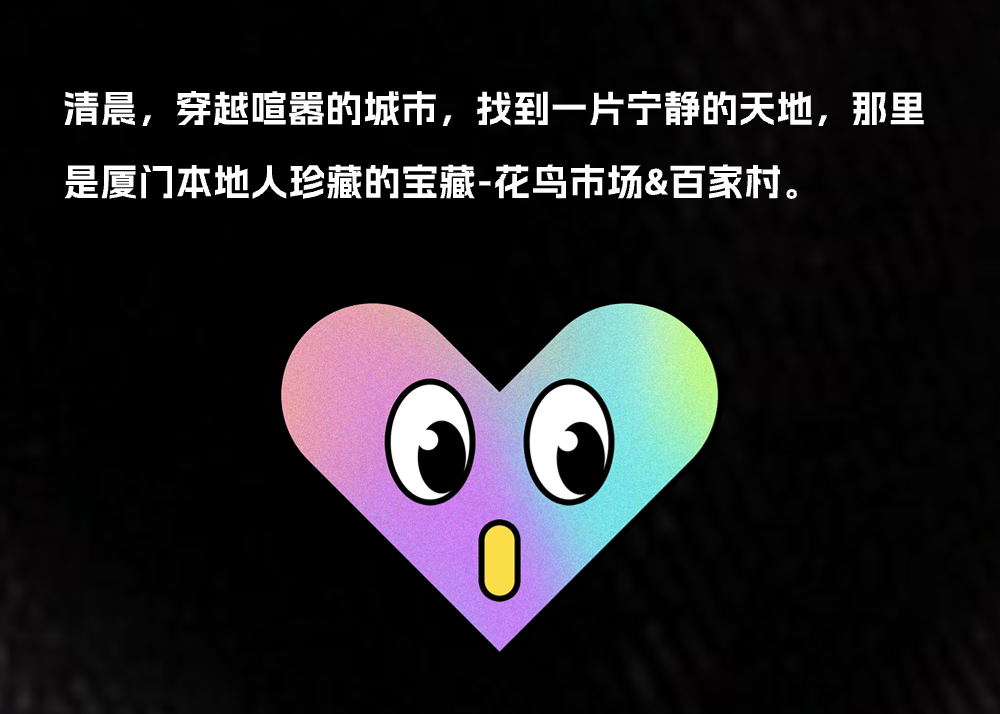 清晨，穿越喧嚣的城市，找到一片宁静的天地，那里
是厦门本地人珍藏的宝藏-花鸟市场&百家村。